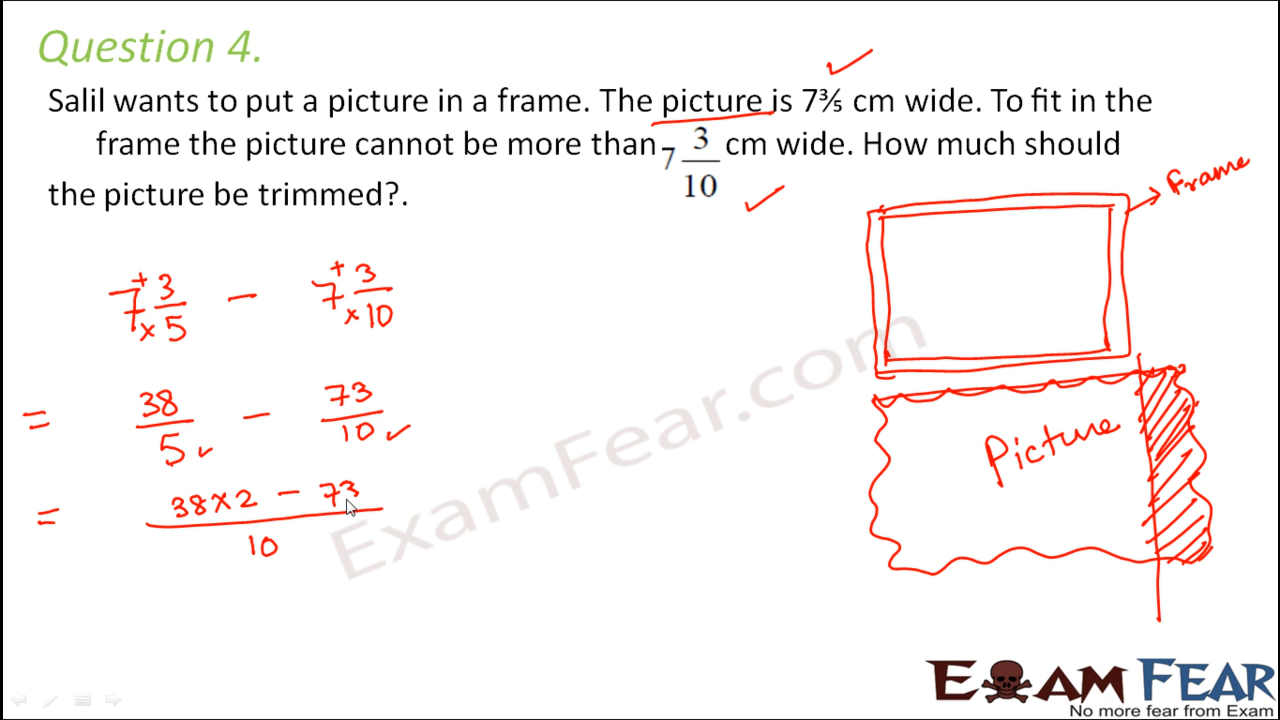 Question 4.
Salil wants to put a picture in a frame. The picture is 7⅗ cm wide. To fit in the
frame the picture cannot be more than 7 3/10 cm wide. How much should
the picture be trimmed?.
Frame
7 + 3 / × 5 − 7 + 3 / × 10
= 38/5 − 73/10
= 38×2 − 73 / 10
Picture
ExamFear.com
EXAM FEAR
No more fear from Exam